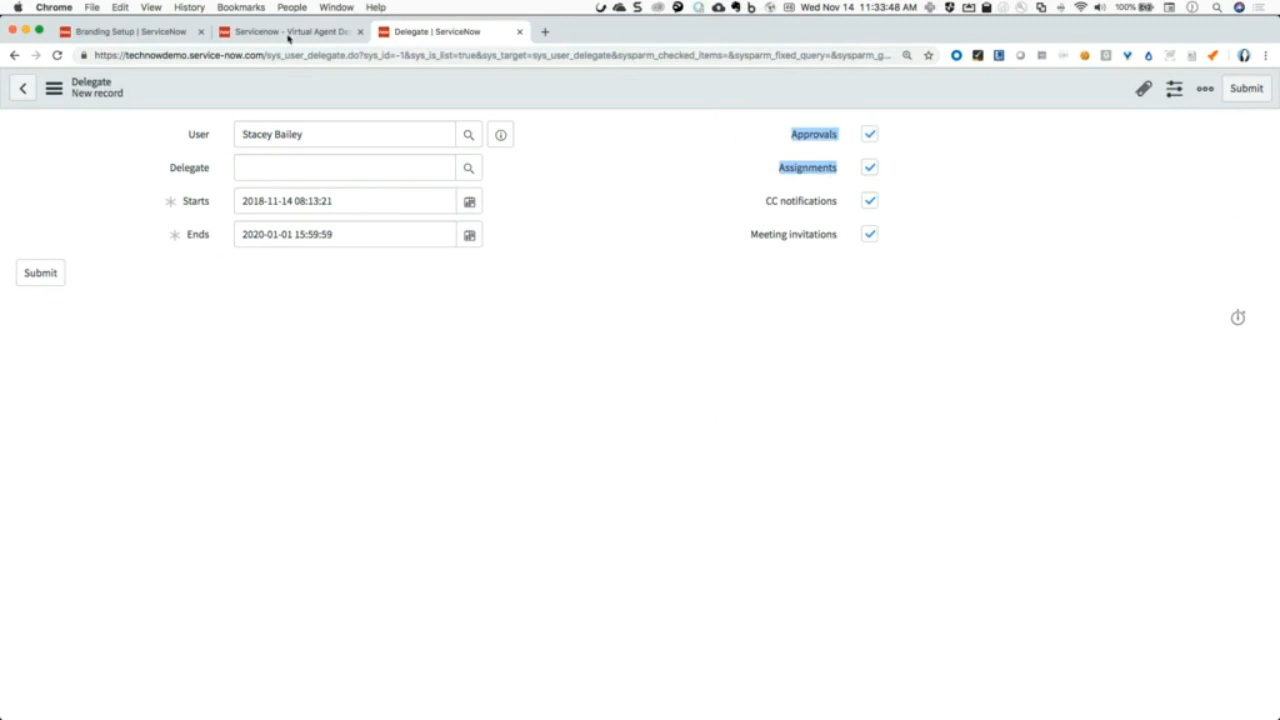 Chrome File Edit View History Bookmarks People Window Help
Wed Nov 14 11:33:48 AM
100%
Branding Setup | ServiceNow
Servicenow - Virtual Agent De
Delegate | ServiceNow
https://technowdemo.service-now.com/sys_user_delegate.do?sys_id=-1&sys_is_list=true&sys_target=sys_user_delegate&sysparm_checked_items=&sysparm_fixed_query=&sysparm_g...
Delegate
New record
Submit
User Stacey Bailey
Delegate
Starts 2018-11-14 08:13:21
Ends 2020-01-01 15:59:59
Approvals
Assignments
CC notifications
Meeting invitations
Submit